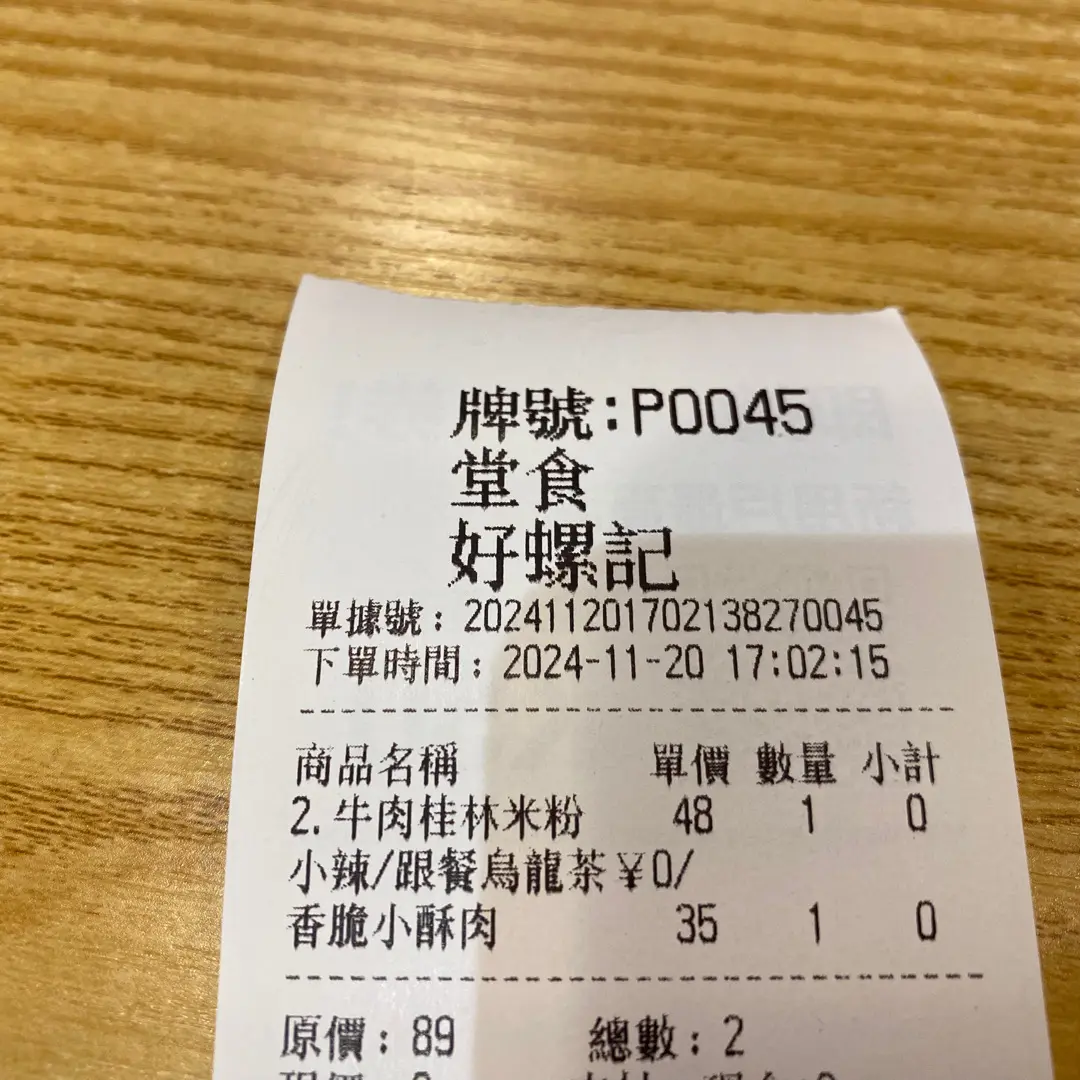 牌號:P0045
堂食
好螺記
單據號: 20241120170213827​0045
下單時間: 2024-11-20 17:02:15
商品名稱 單價 數量 小計
2.牛肉桂林米粉 48 1 0
小辣/跟餐烏龍茶￥0/
香脆小酥肉 35 1 0
原價: 89 總數: 2